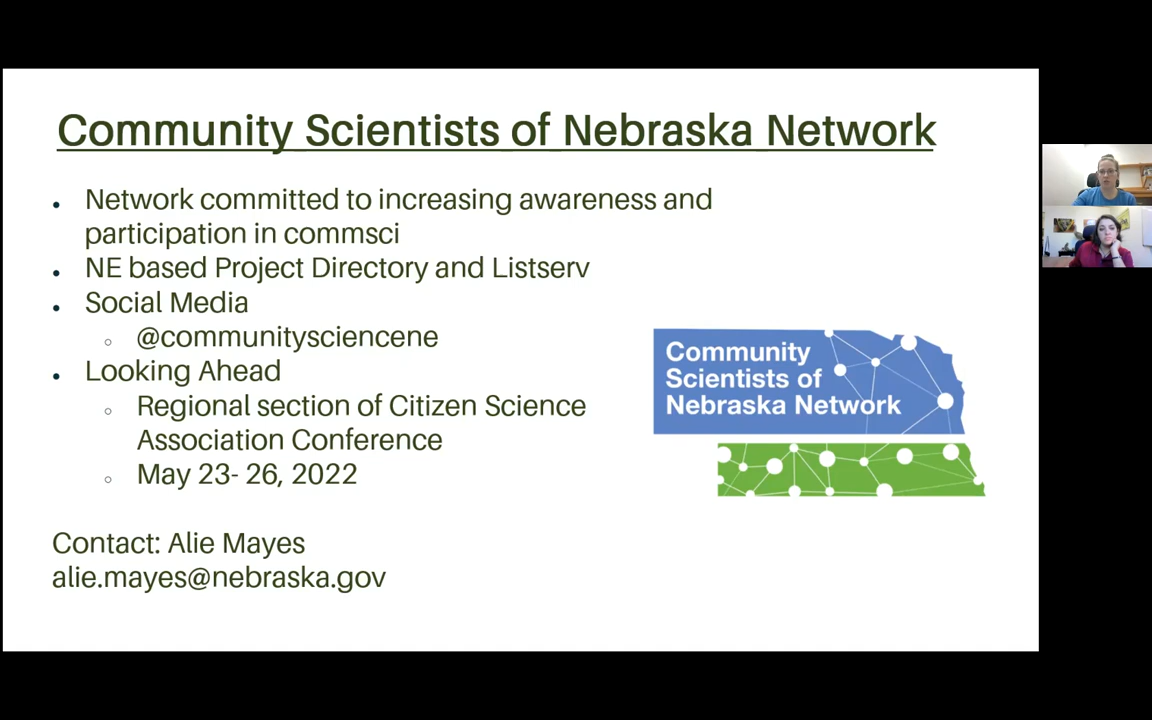 Community Scientists of Nebraska Network
• Network committed to increasing awareness and
participation in commsci
• NE based Project Directory and Listserv
• Social Media
○ @communitysciencene
• Looking Ahead
○ Regional section of Citizen Science
Association Conference
○ May 23- 26, 2022
Contact: Alie Mayes
alie.mayes@nebraska.gov
Community
Scientists of
Nebraska Network